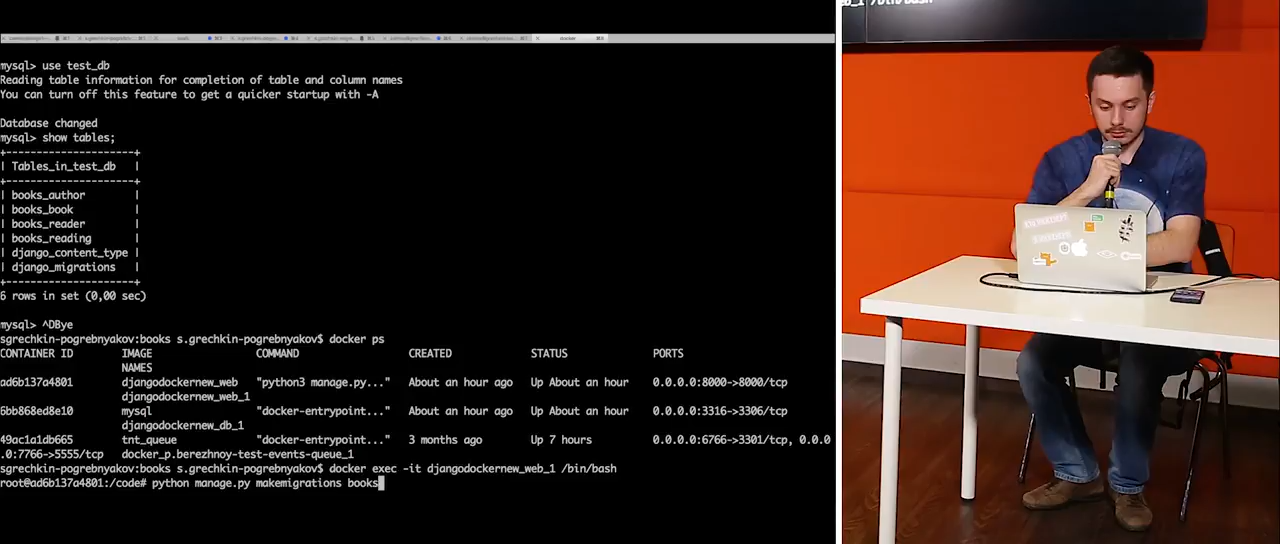 mysql> use test_db
Reading table information for completion of table and column names
You can turn off this feature to get a quicker startup with -A
Database changed
mysql> show tables;
+----------------------+
| Tables_in_test_db    |
+----------------------+
| books_author         |
| books_book           |
| books_reader         |
| books_reading        |
| django_content_type |
| django_migrations    |
+----------------------+
6 rows in set (0,00 sec)
mysql> ^DBye
sgrechkin-pogrebnyakov:books s.grechkin-pogrebnyakov$ docker ps
CONTAINER ID IMAGE COMMAND CREATED STATUS PORTS
NAMES
ad6b137a4801 djangodockernew_web "python3 manage.py..." About an hour ago Up About an hour 0.0.0.0:8000->8000/tcp
djangodockernew_web_1
6bb868ed8e10 mysql "docker-entrypoint..." About an hour ago Up About an hour 0.0.0.0:3316->3306/tcp
djangodockernew_db_1
49ac1a1db665 tnt_queue "docker-entrypoint..." 3 months ago Up 7 hours 0.0.0.0:6766->3301/tcp, 0.0.0
.0:7766->5555/tcp docker_p.berezhnoy-test-events-queue_1
sgrechkin-pogrebnyakov:books s.grechkin-pogrebnyakov$ docker exec -it djangodockernew_web_1 /bin/bash
root@ad6b137a4801:/code# python manage.py makemigrations books